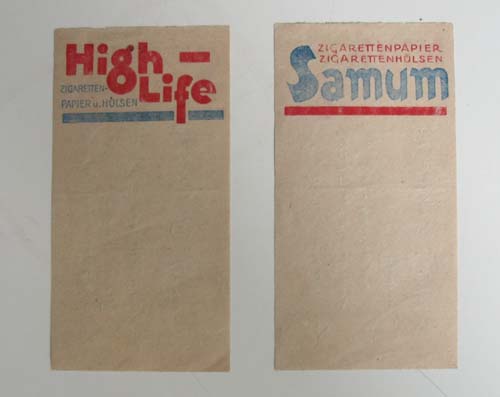 High -
Life
ZIGARETTEN-
PAPIER u. HÜLSEN
ZIGARETTENPAPIER
ZIGARETTENHÜLSEN
Samum